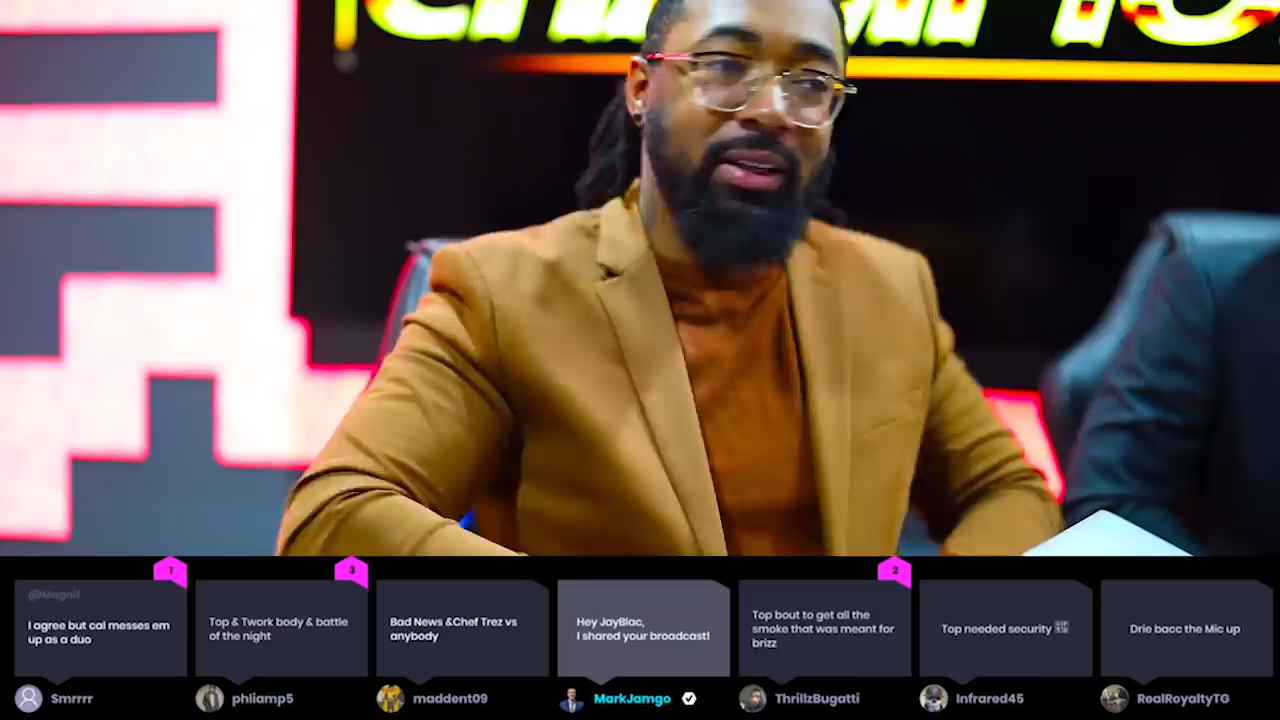 1
@Magnif
I agree but cal messes em
up as a duo
Smrrrr
3
Top & Twork body & battle
of the night
phliamp5
Bad News &Chef Trez vs
anybody
maddent09
Hey JayBlac,
I shared your broadcast!
MarkJamgo
2
Top bout to get all the
smoke that was meant for
brizz
ThrillzBugatti
Top needed security
Infrared45
Drie bacc the Mic up
RealRoyaltyTG